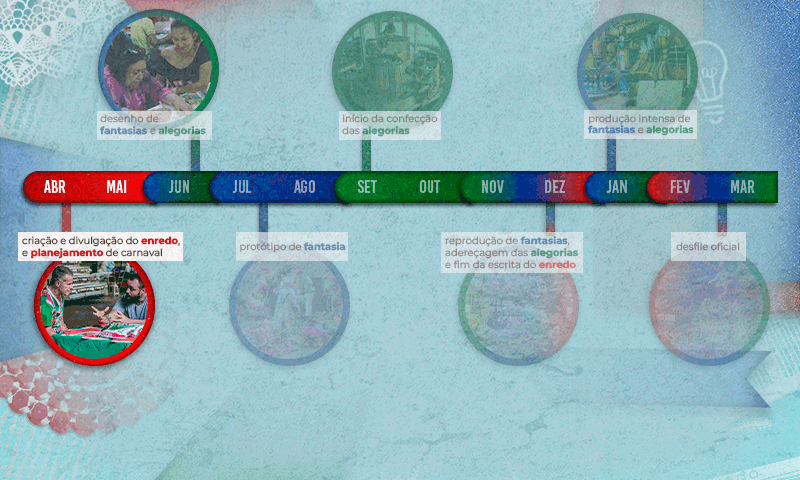 desenho de
fantasias e alegorias
início da confecção
das alegorias
produção intensa de
fantasias e alegorias
ABR MAI JUN JUL AGO SET OUT NOV DEZ JAN FEV MAR
criação e divulgação do enredo,
e planejamento de carnaval
protótipo de fantasia
reprodução de fantasias,
adereçagem das alegorias
e fim da escrita do enredo
desfile oficial